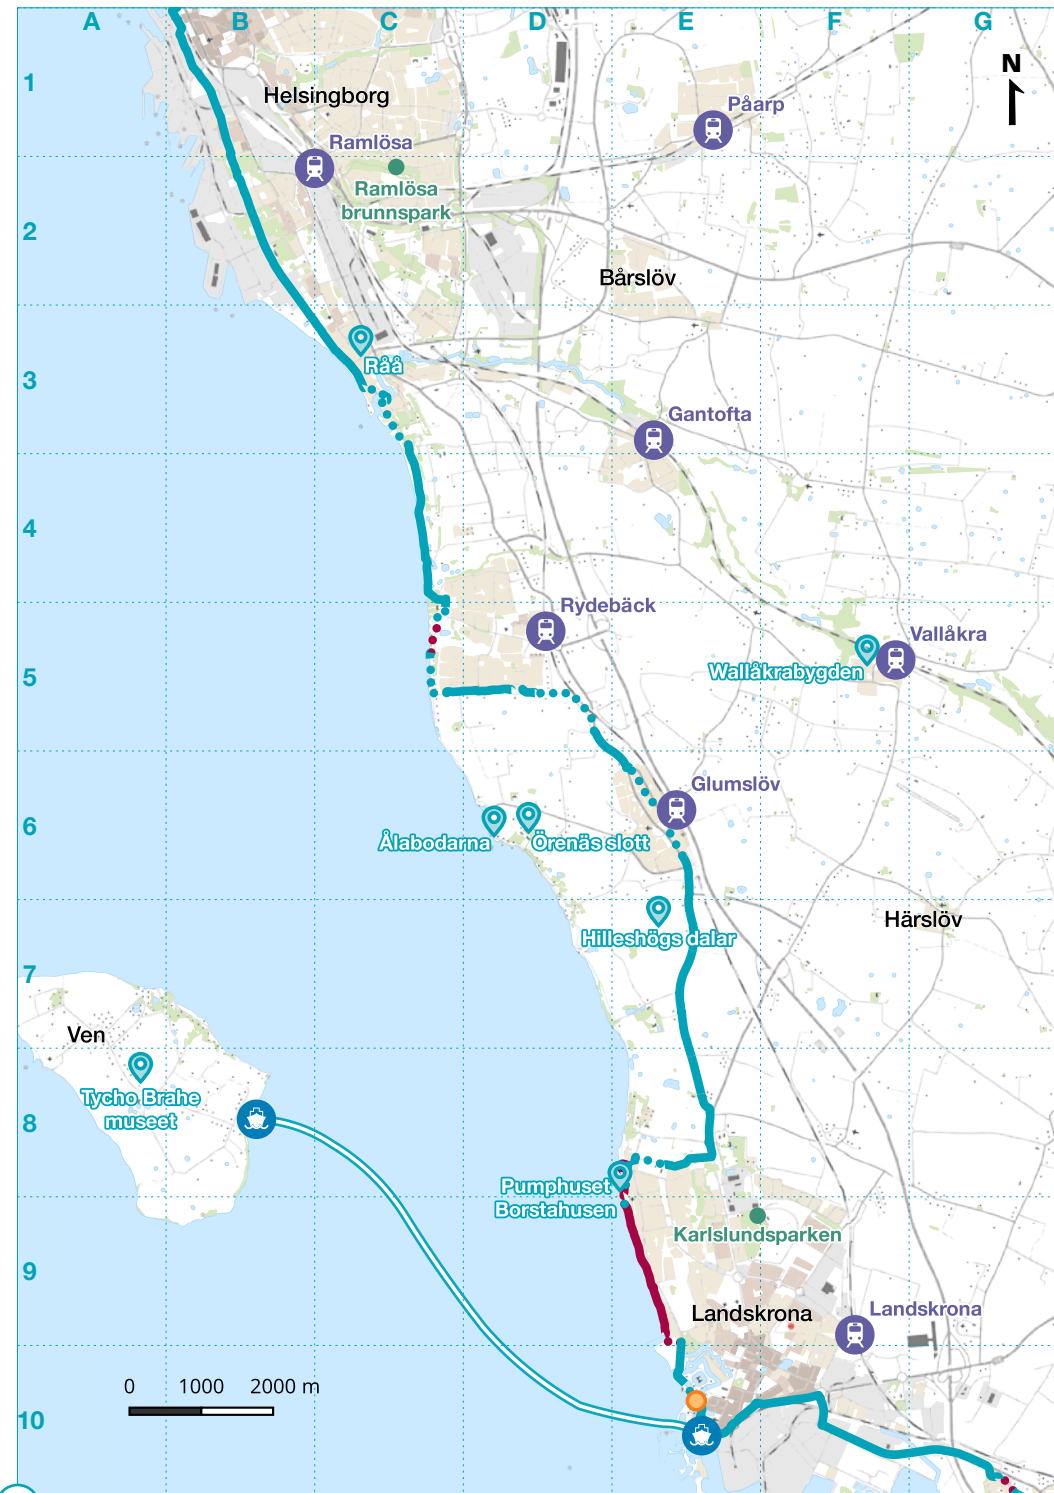 A B C D E F G
N
1
Helsingborg
Påarp
Ramlösa
Ramlösa
brunnspark
2
Bårslöv
Råå
3
Gantofta
4
Rydebäck
Vallåkra
Wallåkrabygden
5
Glumslöv
6
Ålabodarna
Örenäs slott
Härslöv
Hilleshögs dalar
7
Ven
Tycho Brahe
museet
8
Pumphuset
Borstahusen
Karlslundsparken
9
Landskrona
Landskrona
0 1000 2000 m
10